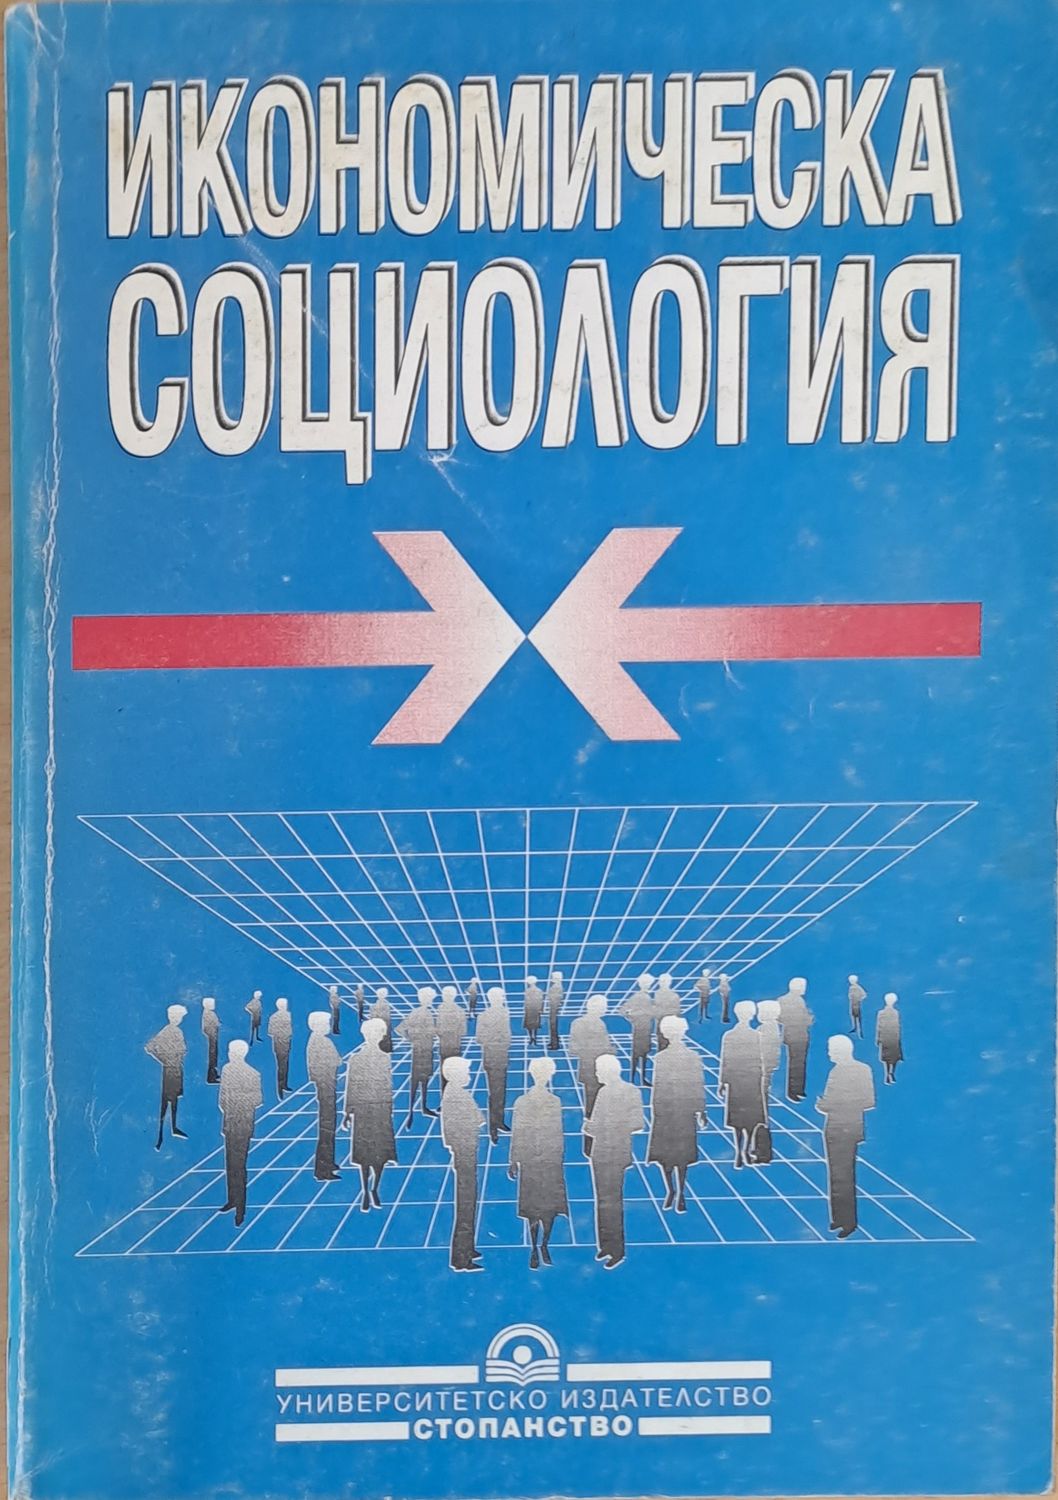 ИКОНОМИЧЕСКА
СОЦИОЛОГИЯ
УНИВЕРСИТЕТСКО ИЗДАТЕЛСТВО
СТОПАНСТВО